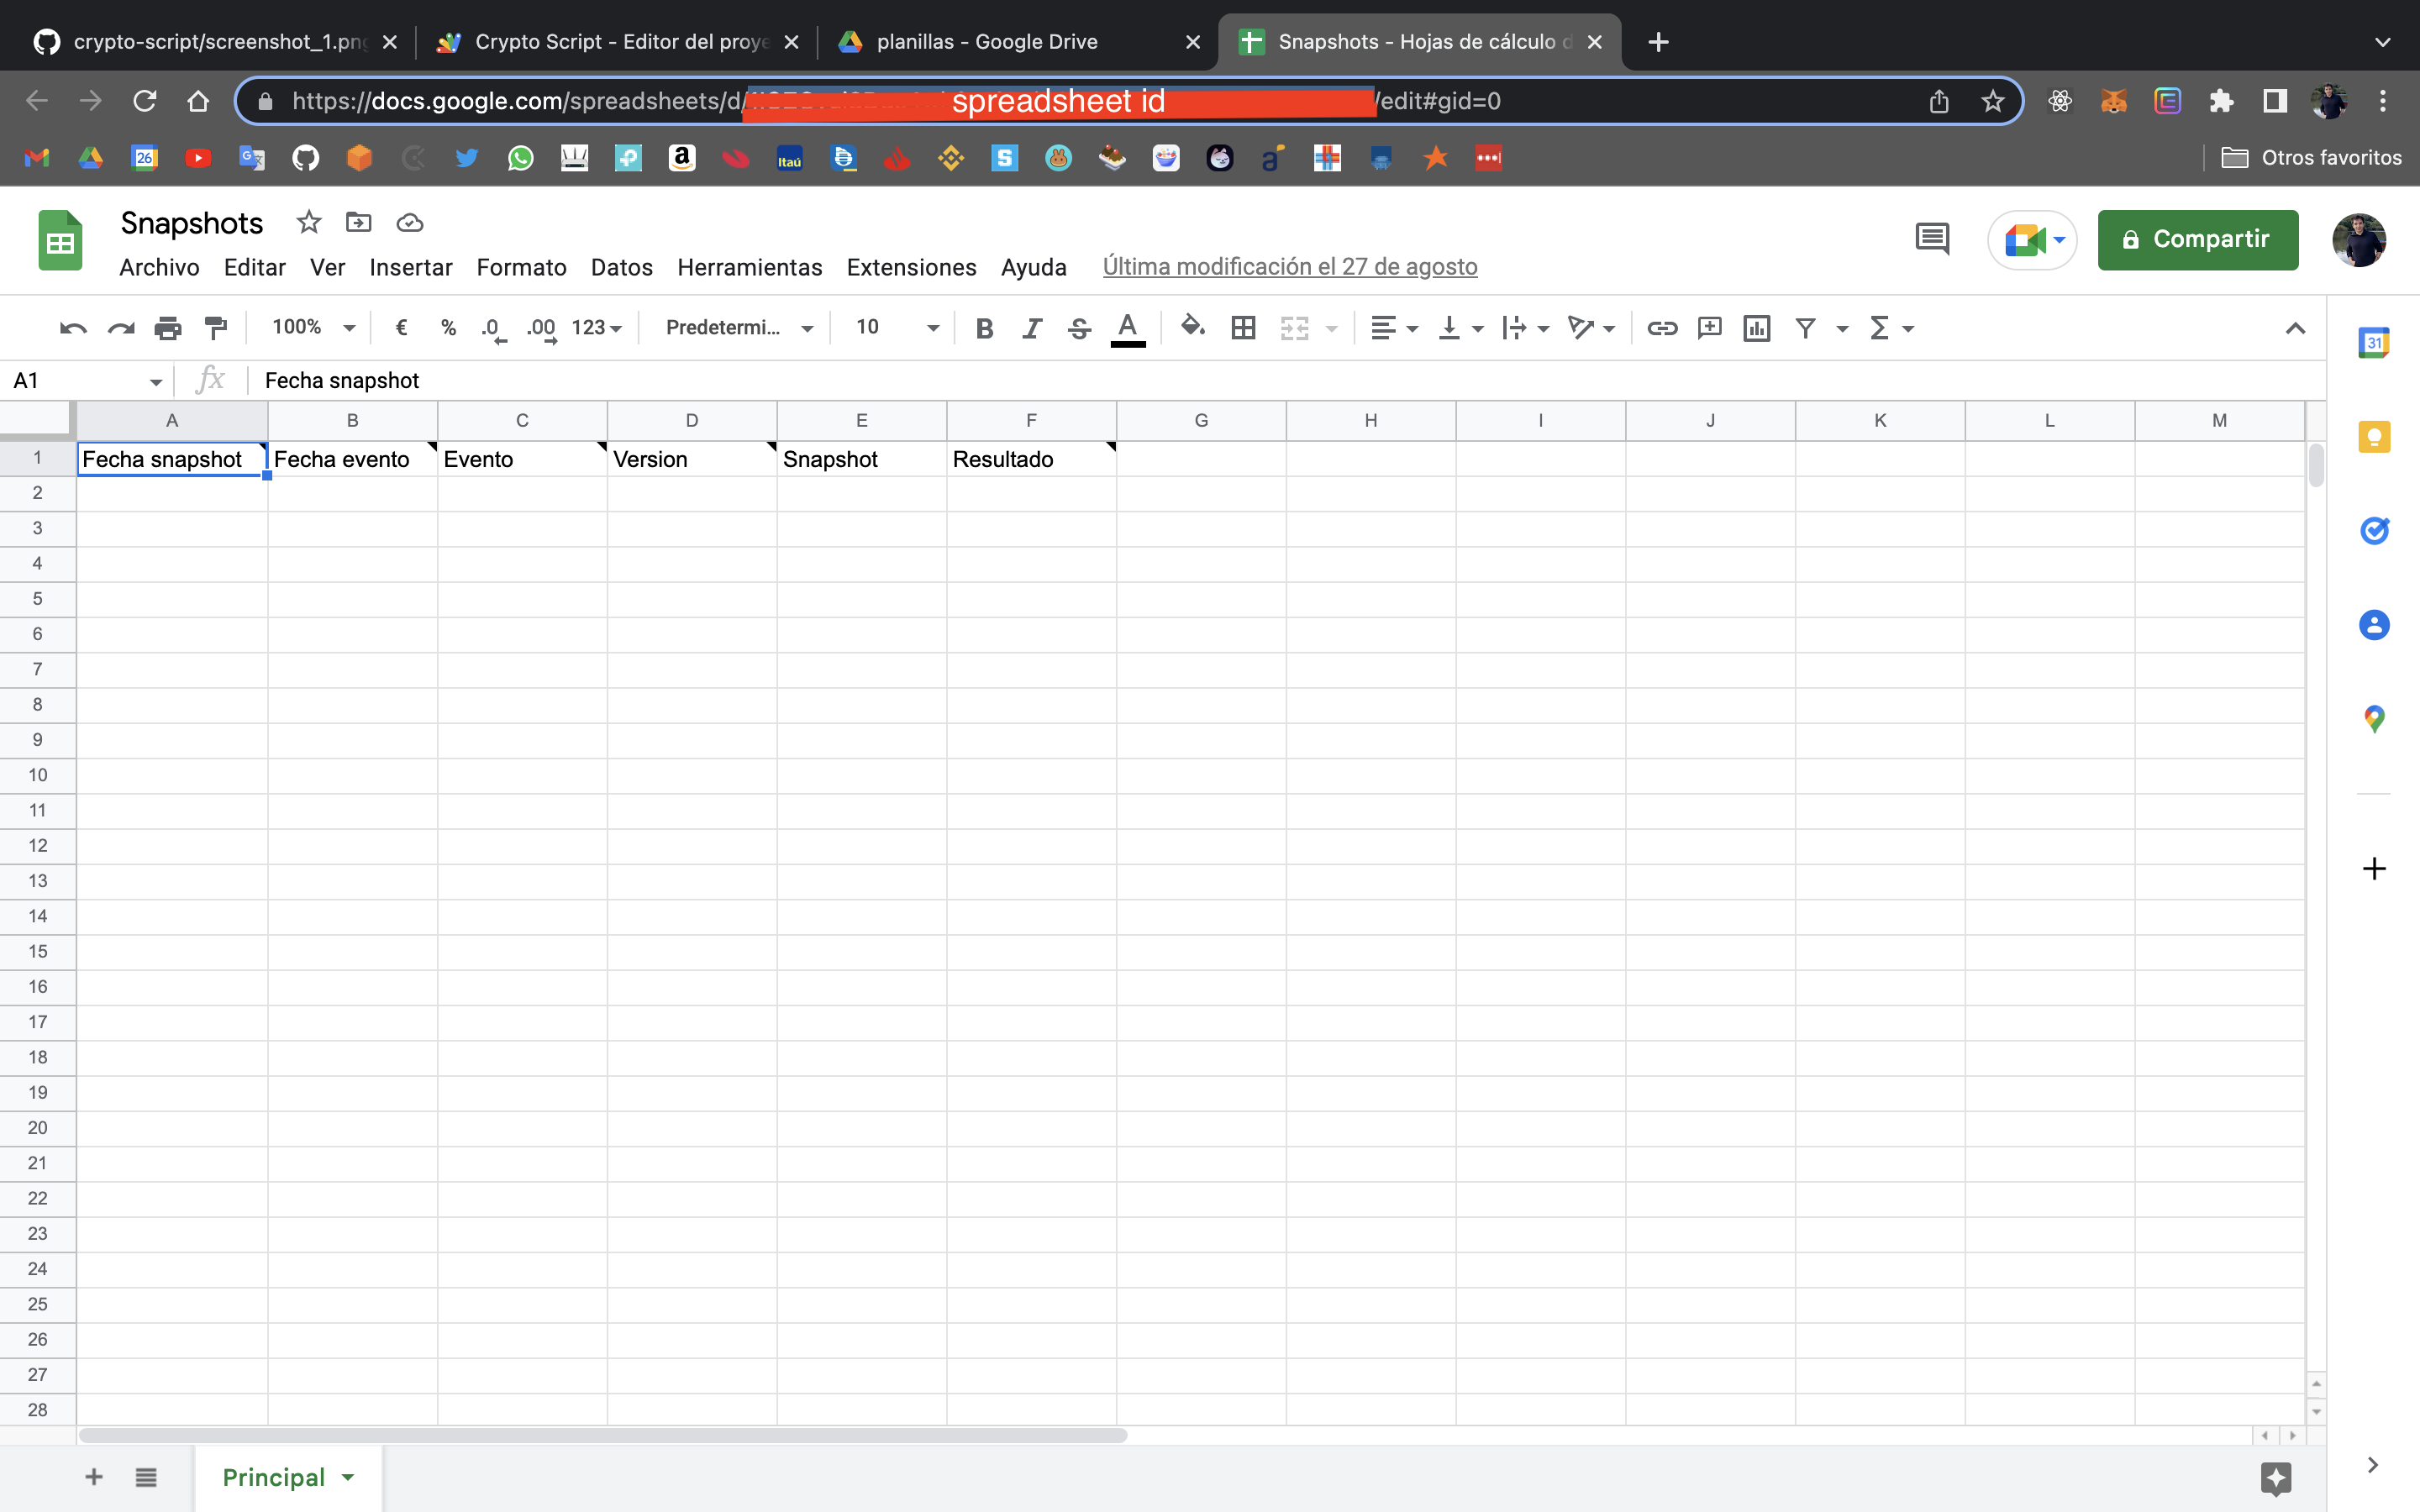 crypto-script/screenshot_1.png
Crypto Script - Editor del proye
planillas - Google Drive
Snapshots - Hojas de cálculo d
https://docs.google.com/spreadsheets/d/ spreadsheet id /edit#gid=0
26
Itaú
Otros favoritos
Snapshots
Archivo Editar Ver Insertar Formato Datos Herramientas Extensiones Ayuda Última modificación el 27 de agosto
Compartir
100% € % .0 .00 123 Predetermi... 10 B I S A
31
A1 fx Fecha snapshot
A B C D E F G H I J K L M
1 Fecha snapshot Fecha evento Evento Version Snapshot Resultado
2
3
4
5
6
7
8
9
10
11
12
13
14
15
16
17
18
19
20
21
22
23
24
25
26
27
28
Principal